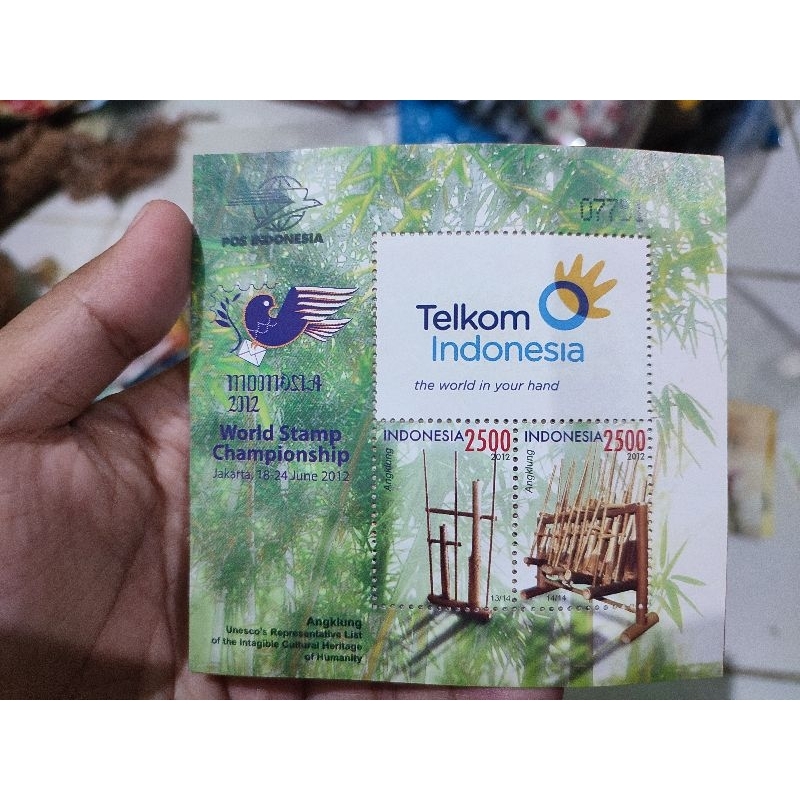 POS INDONESIA
INDONESIA
2012
World Stamp
Championship
Jakarta, 18-24 June 2012
Telkom
Indonesia
the world in your hand
INDONESIA 2500
2012
Angklung
13/14
INDONESIA 2500
2012
Angklung
14/14
Angklung
Unesco's Representative List
of the Intagible Cultural Heritage
of Humanity